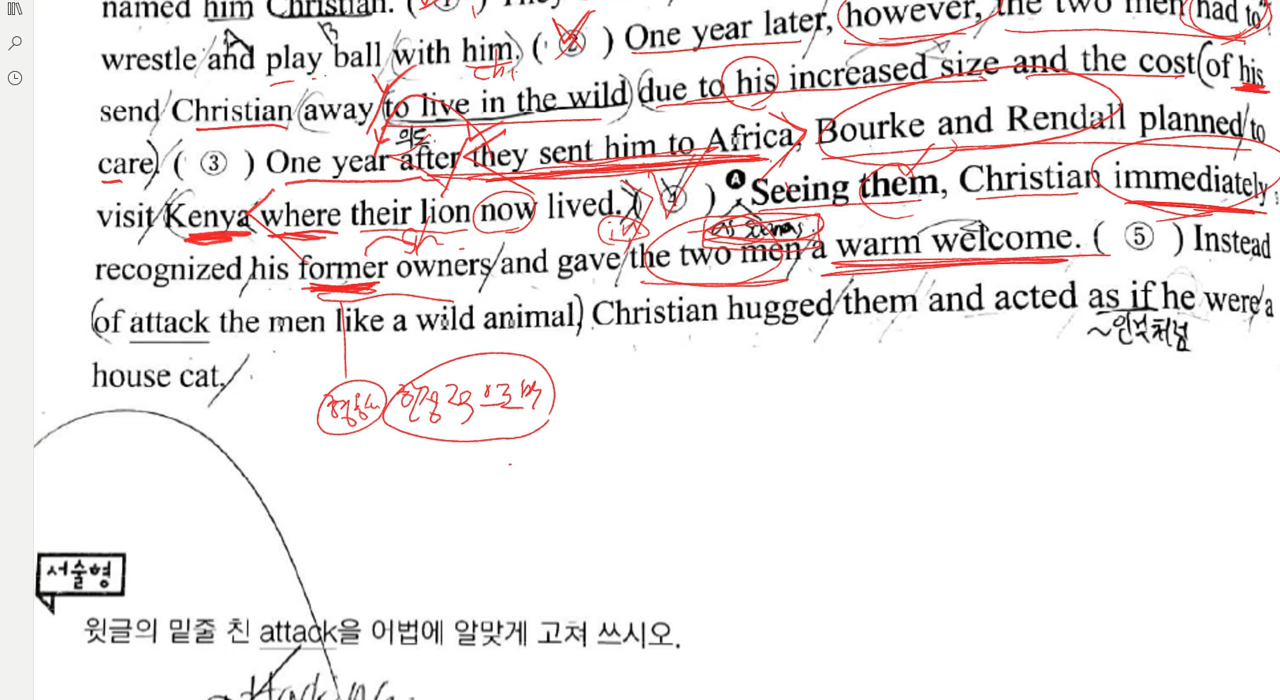 named him Christian. (
wrestle and play ball with him. ( ② ) One year later, however, the two men had to
send Christian away to live in the wild due to his increased size and the cost of his
의도
care. ( ③ ) One year after they sent him to Africa, Bourke and Rendall planned to
visit Kenya where their lion now lived. ( ④ ) Ⓐ Seeing them, Christian immediately
recognized his former owners and gave the two men a warm welcome. ( ⑤ ) Instead
of attack the men like a wild animal, Christian hugged them and acted as if he were a
~인것처럼
house cat.
서술형
윗글의 밑줄 친 attack을 어법에 알맞게 고쳐 쓰시오.